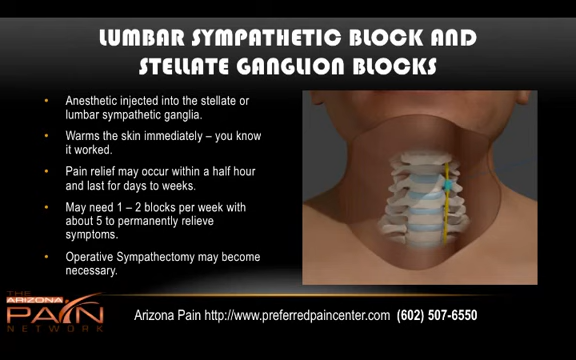 LUMBAR SYMPATHETIC BLOCK AND
STELLATE GANGLION BLOCKS
• Anesthetic injected into the stellate or
lumbar sympathetic ganglia.
• Warms the skin immediately – you know
it worked.
• Pain relief may occur within a half hour
and last for days to weeks.
• May need 1 – 2 blocks per week with
about 5 to permanently relieve
symptoms.
• Operative Sympathectomy may become
necessary.
THE
ARIZONA
PAIN
NETWORK
Arizona Pain http://www.preferredpaincenter.com (602) 507-6550